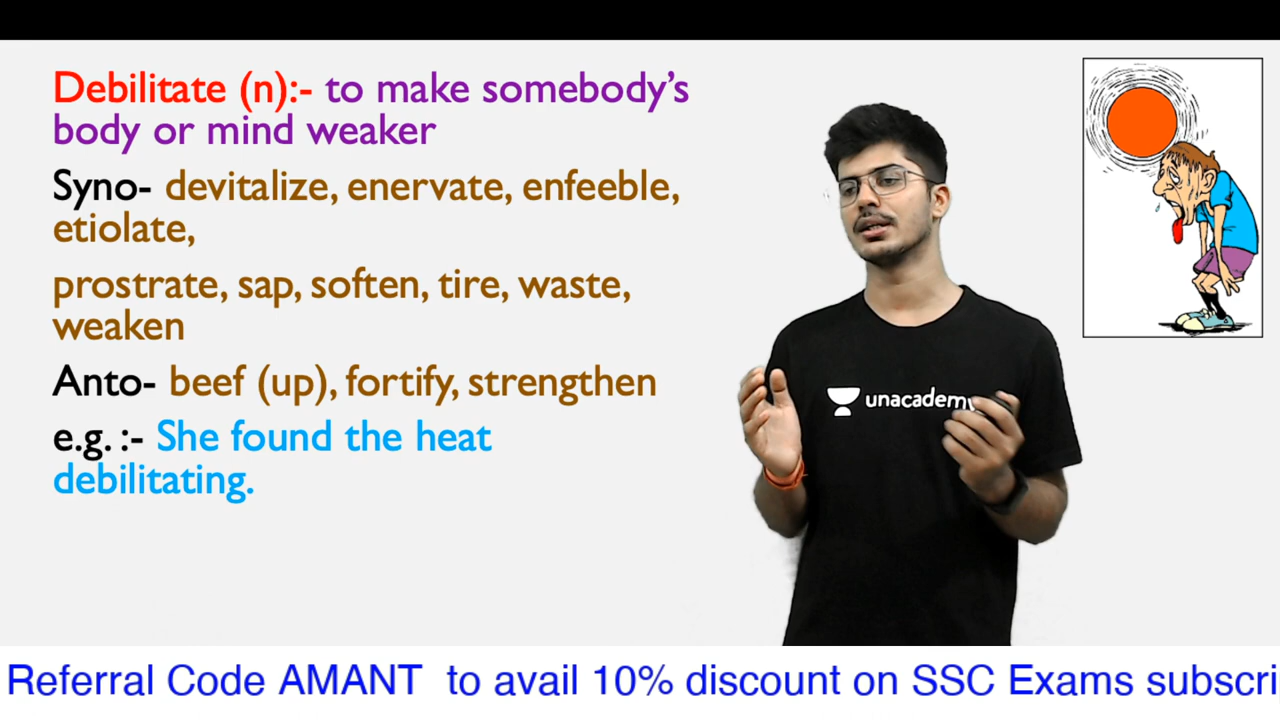 Debilitate (n):- to make somebody's
body or mind weaker
Syno- devitalize, enervate, enfeeble,
etiolate,
prostrate, sap, soften, tire, waste,
weaken
Anto- beef (up), fortify, strengthen
e.g. :- She found the heat
debilitating.
unacademy
Referral Code AMANT to avail 10% discount on SSC Exams subscri